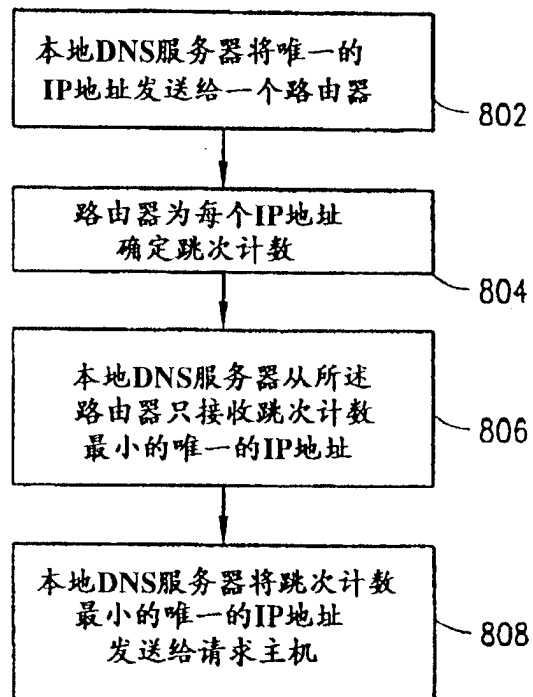 本地DNS服务器将唯一的
IP地址发送给一个路由器
802
路由器为每个IP地址
确定跳次计数
804
本地DNS服务器从所述
路由器只接收跳次计数
最小的唯一的IP地址
806
本地DNS服务器将跳次计数
最小的唯一的IP地址
发送给请求主机
808